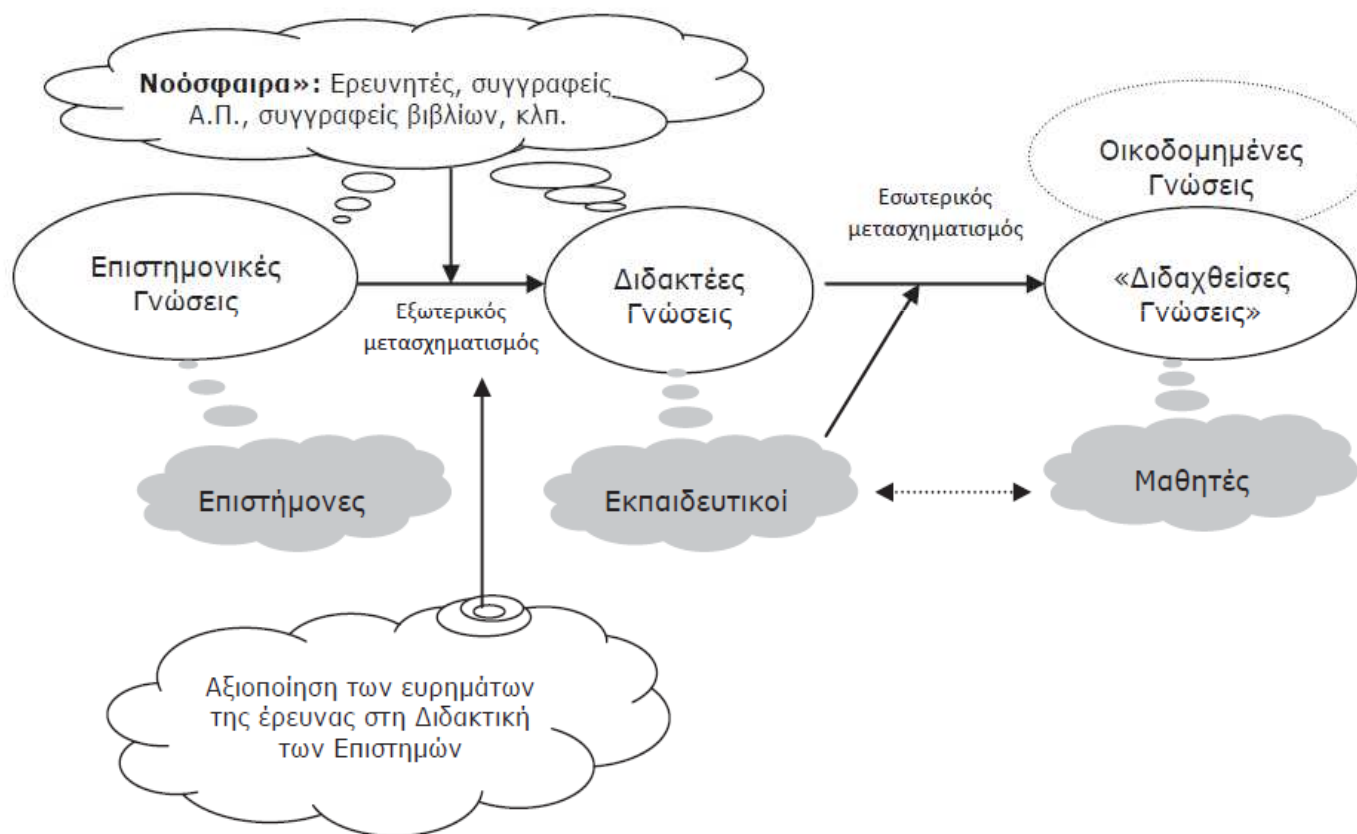 Νοόσφαιρα»: Ερευνητές, συγγραφείς
Α.Π., συγγραφείς βιβλίων, κλπ.
Οικοδομημένες
Γνώσεις
Εσωτερικός
μετασχηματισμός
Επιστημονικές
Γνώσεις
Διδακτέες
Γνώσεις
«Διδαχθείσες
Γνώσεις»
Εξωτερικός
μετασχηματισμός
Επιστήμονες
Εκπαιδευτικοί
Μαθητές
Αξιοποίηση των ευρημάτων
της έρευνας στη Διδακτική
των Επιστημών